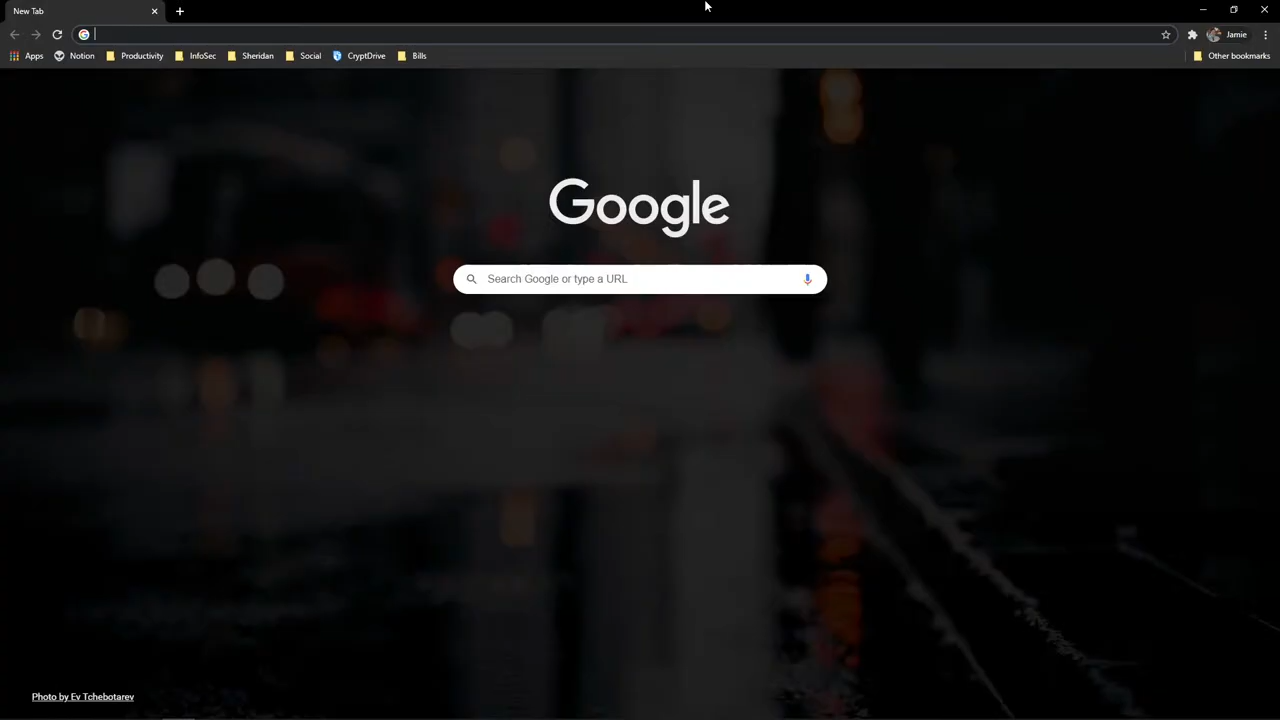 New Tab
Jamie
Apps Notion Productivity InfoSec Sheridan Social CryptDrive Bills Other bookmarks
Google
Search Google or type a URL
Photo by Ev Tchebotarev